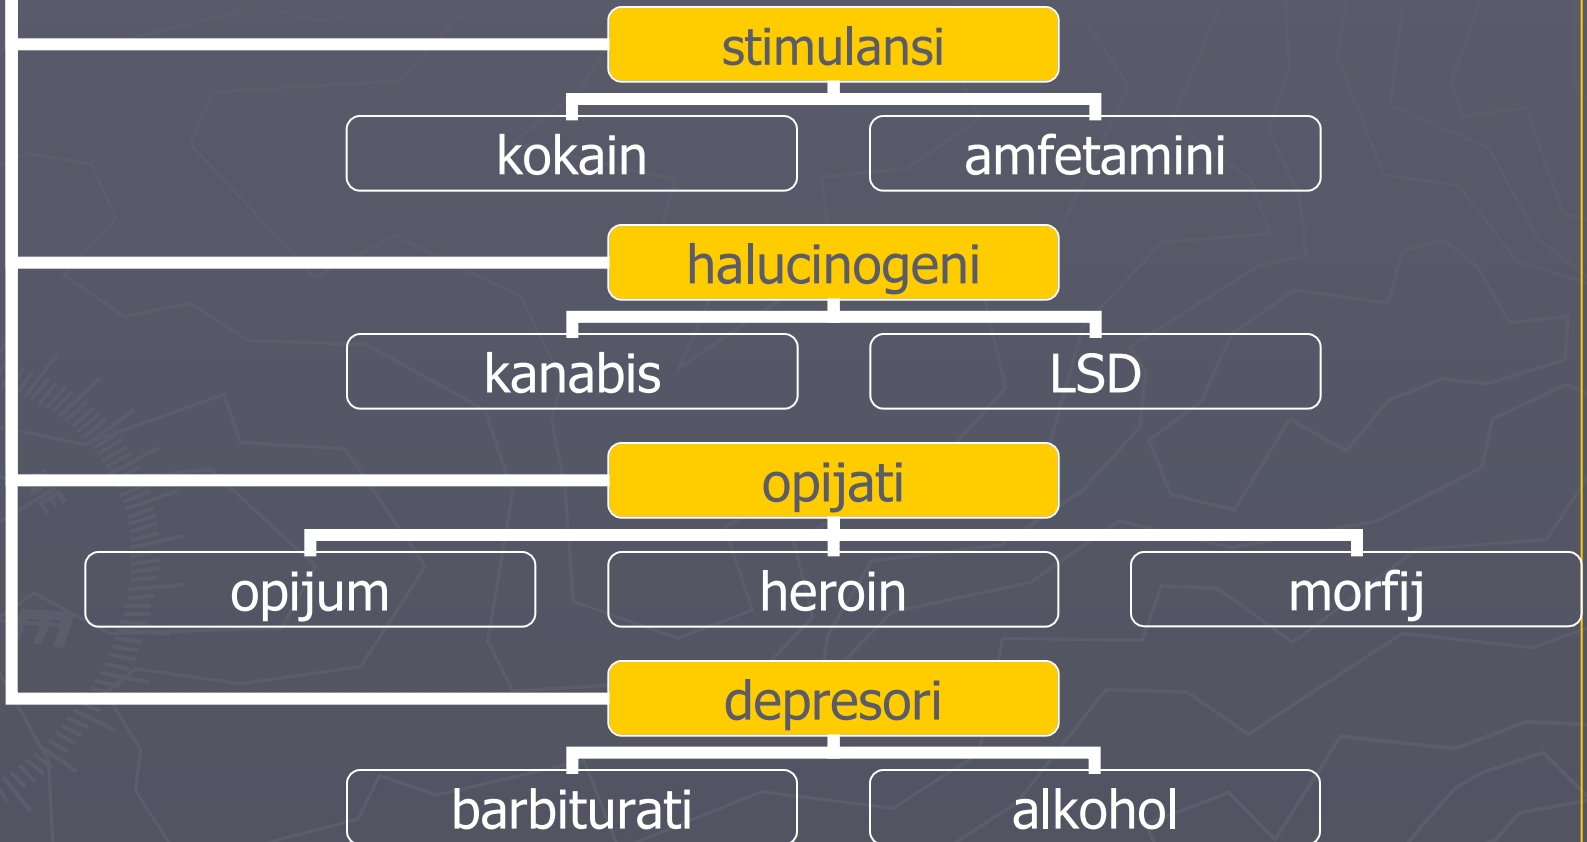 stimulansi
kokain amfetamini
halucinogeni
kanabis LSD
opijati
opijum heroin morfij
depresori
barbiturati alkohol